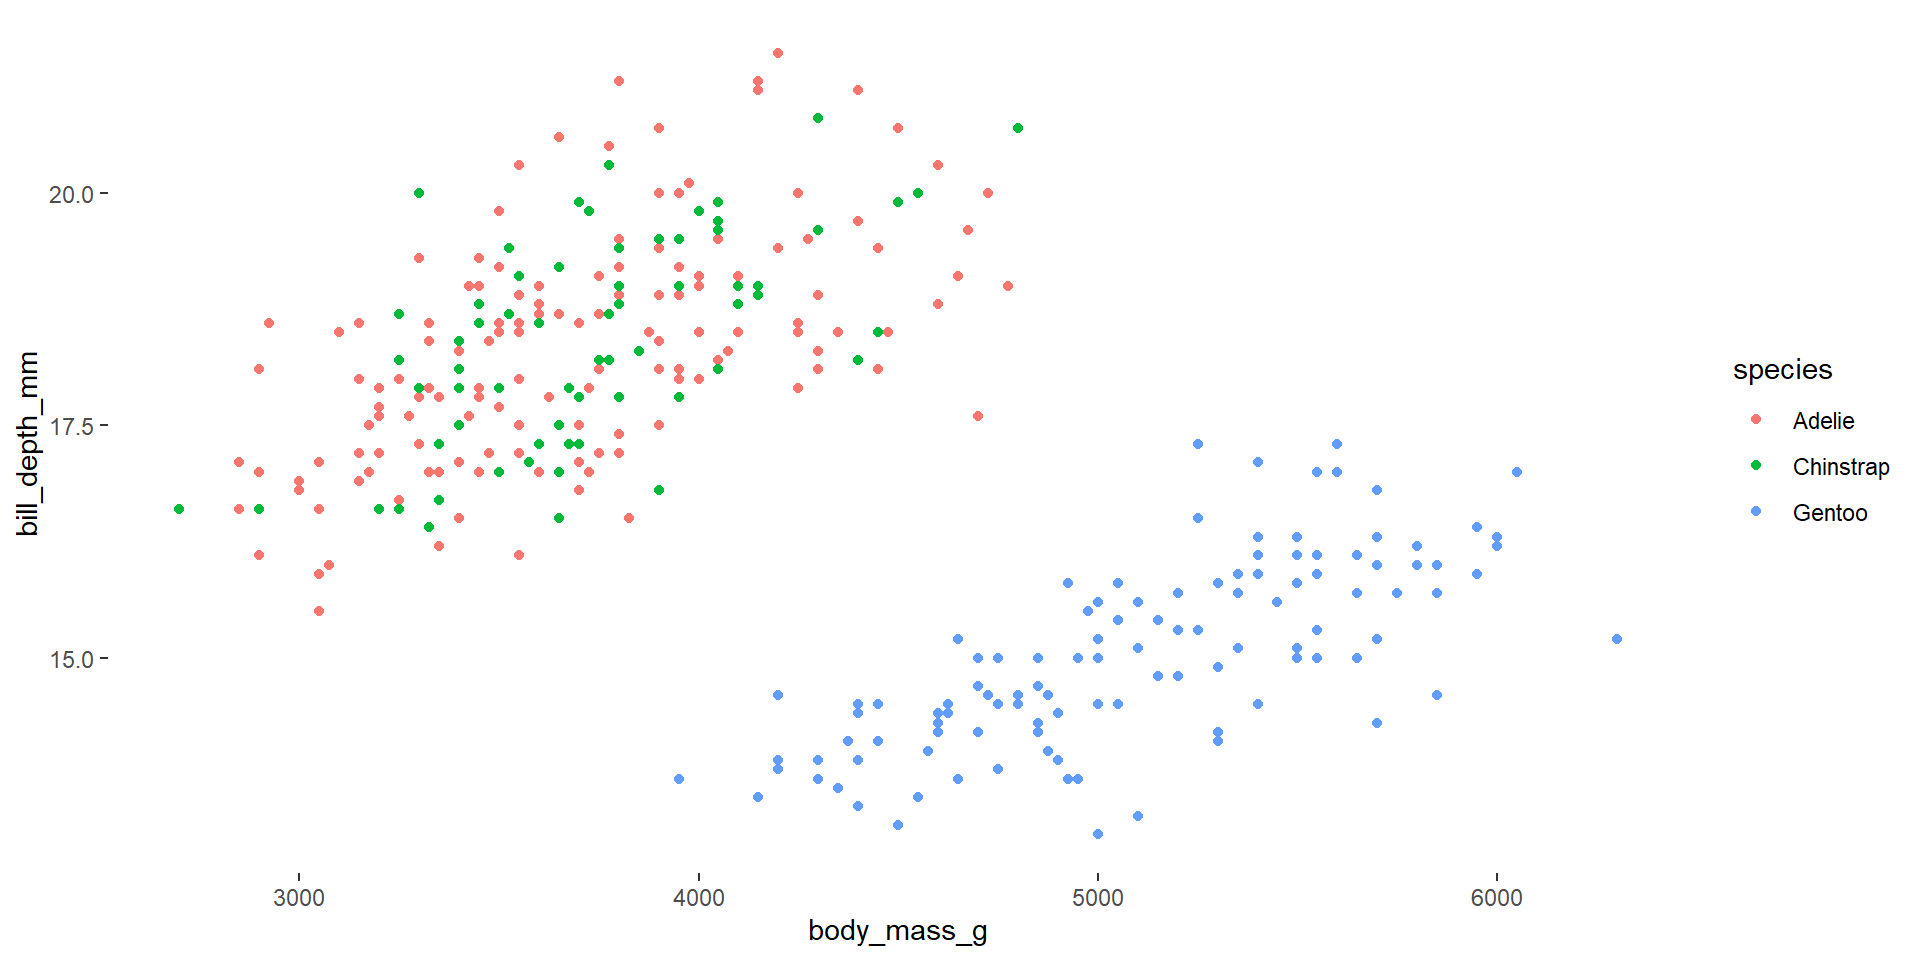 20.0
17.5
15.0
bill_depth_mm
3000 4000 5000 6000
body_mass_g
species
Adelie
Chinstrap
Gentoo